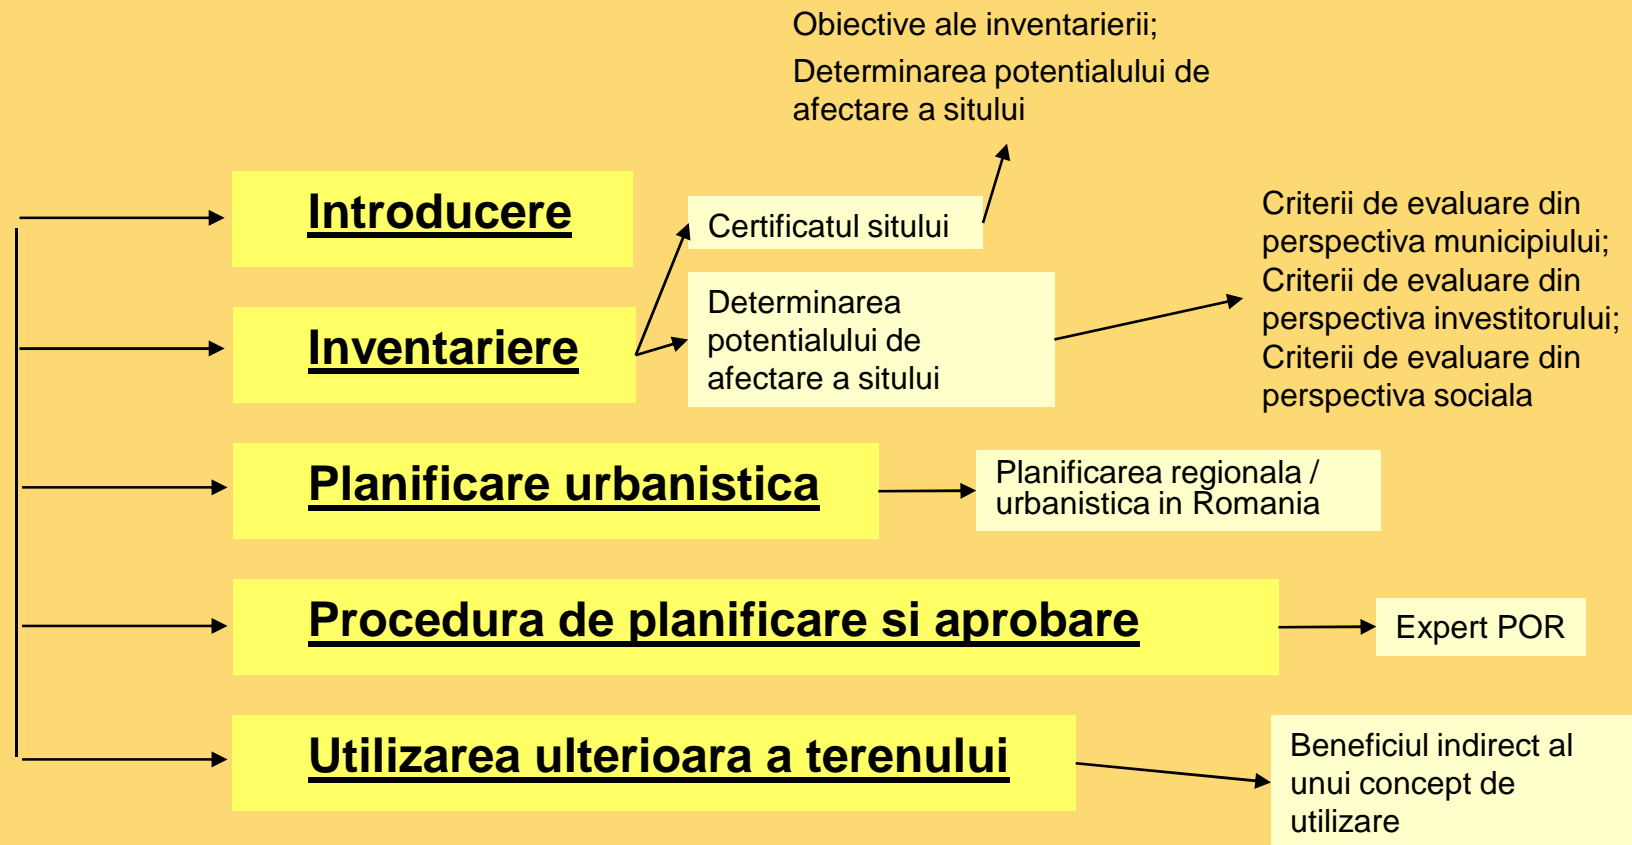 Obiective ale inventarierii;
Determinarea potentialului de
afectare a sitului
Introducere
Certificatul sitului
Criterii de evaluare din
perspectiva municipiului;
Criterii de evaluare din
perspectiva investitorului;
Criterii de evaluare din
perspectiva sociala
Inventariere
Determinarea
potentialului de
afectare a sitului
Planificare urbanistica
Planificarea regionala /
urbanistica in Romania
Procedura de planificare si aprobare
Expert POR
Utilizarea ulterioara a terenului
Beneficiul indirect al
unui concept de
utilizare